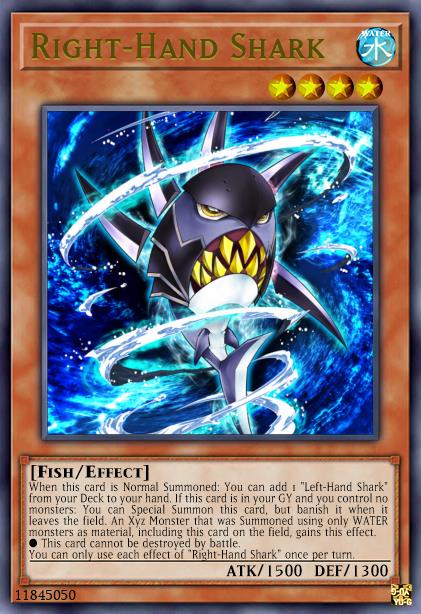 Right-Hand Shark
WATER
水
[Fish/Effect]
When this card is Normal Summoned: You can add 1 "Left-Hand Shark"
from your Deck to your hand. If this card is in your GY and you control no
monsters: You can Special Summon this card, but banish it when it
leaves the field. An Xyz Monster that was Summoned using only WATER
monsters as material, including this card on the field, gains this effect.
● This card cannot be destroyed by battle.
You can only use each effect of "Right-Hand Shark" once per turn.
ATK/1500 DEF/1300
11845050